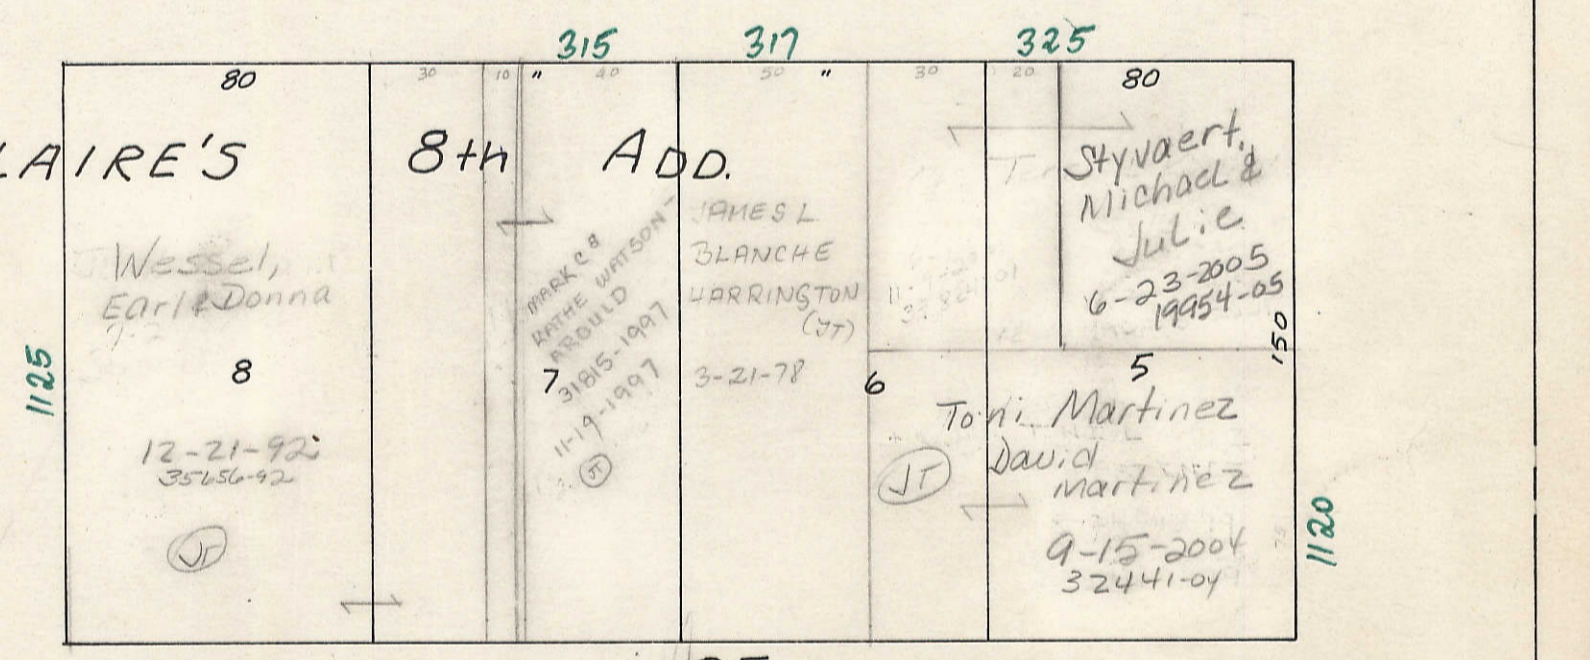 315 317 325
80 30 10 " 40 50 " 30 20 80
LAIRE'S 8th ADD.
Wessel,
Earl & Donna
8
12-21-92
35656-92
JT
1125
MARK C &
KATHE WATSON-
AROULD
31815-1997
11-19-1997
JT
7
JAMES L
BLANCHE
HARRINGTON
(JT)
3-21-78
6
Styvaert,
Michael &
Julie
6-23-2005
19954-05
150
5
Toni Martinez
David
Martinez
JT
9-15-2004
32441-04
1120